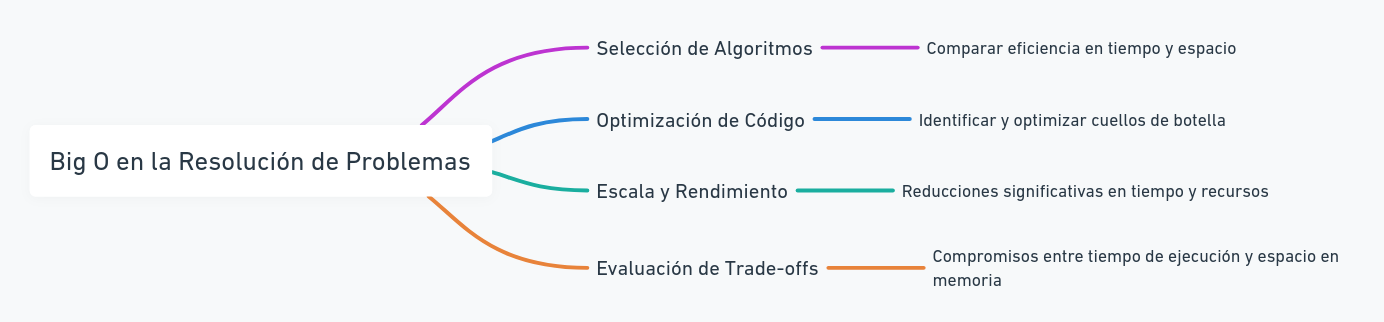 Big O en la Resolución de Problemas
Selección de Algoritmos
Comparar eficiencia en tiempo y espacio
Optimización de Código
Identificar y optimizar cuellos de botella
Escala y Rendimiento
Reducciones significativas en tiempo y recursos
Evaluación de Trade-offs
Compromisos entre tiempo de ejecución y espacio en
memoria